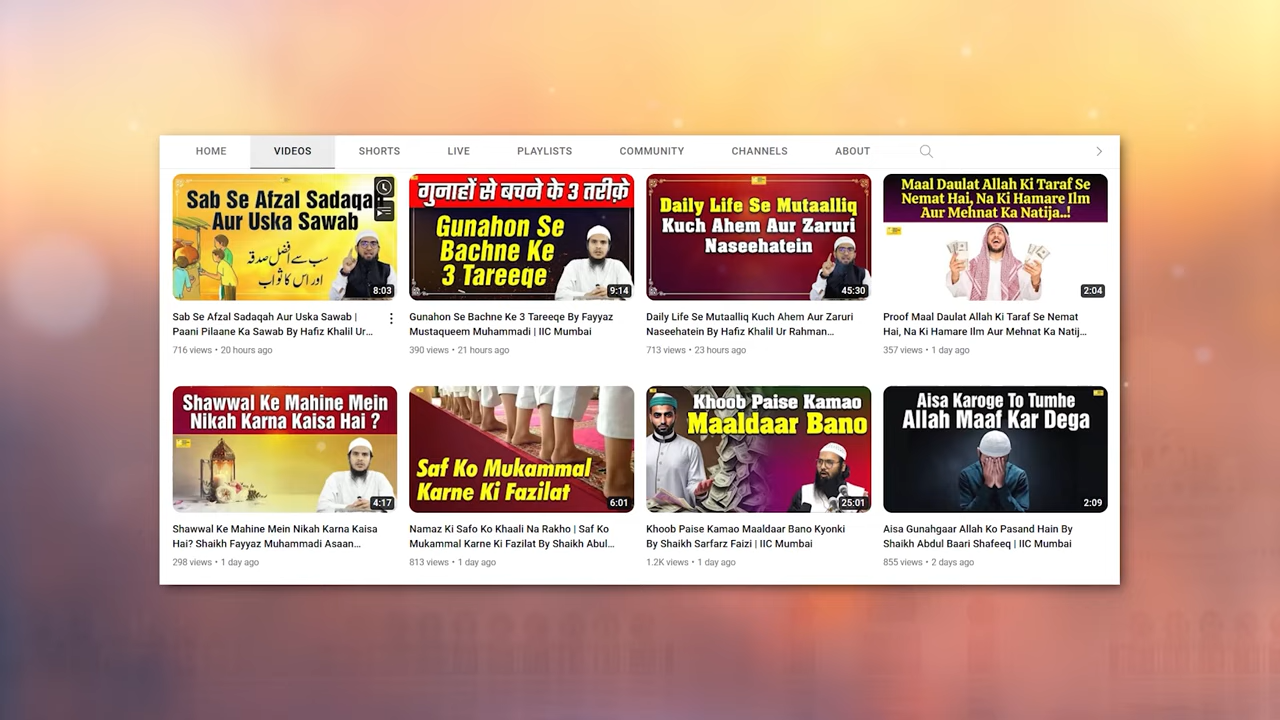 HOME VIDEOS SHORTS LIVE PLAYLISTS COMMUNITY CHANNELS ABOUT
Sab Se Afzal Sadaqah
Aur Uska Sawab
سب سے افضل صدقہ
اور اس کا ثواب
8:03
Sab Se Afzal Sadaqah Aur Uska Sawab |
Paani Pilaane Ka Sawab By Hafiz Khalil Ur...
716 views • 20 hours ago
गुनाहों से बचने के 3 तरीक़े
Gunahon Se
Bachne Ke
3 Tareeqe
9:14
Gunahon Se Bachne Ke 3 Tareeqe By Fayyaz
Mustaqueem Muhammadi | IIC Mumbai
390 views • 21 hours ago
Daily Life Se Mutaalliq
Kuch Ahem Aur Zaruri
Naseehatein
45:30
Daily Life Se Mutaalliq Kuch Ahem Aur Zaruri
Naseehatein By Hafiz Khalil Ur Rahman...
713 views • 23 hours ago
Maal Daulat Allah Ki Taraf Se
Nemat Hai, Na Ki Hamare Ilm
Aur Mehnat Ka Natija..!
2:04
Proof Maal Daulat Allah Ki Taraf Se Nemat
Hai, Na Ki Hamare Ilm Aur Mehnat Ka Natij...
357 views • 1 day ago
Shawwal Ke Mahine Mein
Nikah Karna Kaisa Hai ?
4:17
Shawwal Ke Mahine Mein Nikah Karna Kaisa
Hai? Shaikh Fayyaz Muhammadi Asaan...
298 views • 1 day ago
Saf Ko Mukammal
Karne Ki Fazilat
6:01
Namaz Ki Safo Ko Khaali Na Rakho | Saf Ko
Mukammal Karne Ki Fazilat By Shaikh Abul...
813 views • 1 day ago
Khoob Paise Kamao
Maaldaar Bano
25:01
Khoob Paise Kamao Maaldaar Bano Kyonki
By Shaikh Sarfarz Faizi | IIC Mumbai
1.2K views • 1 day ago
Aisa Karoge To Tumhe
Allah Maaf Kar Dega
2:09
Aisa Gunahgaar Allah Ko Pasand Hain By
Shaikh Abdul Baari Shafeeq | IIC Mumbai
855 views • 2 days ago